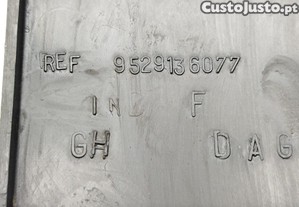 CustoJusto.pt
REF 9529136077
IND F
GH DAG